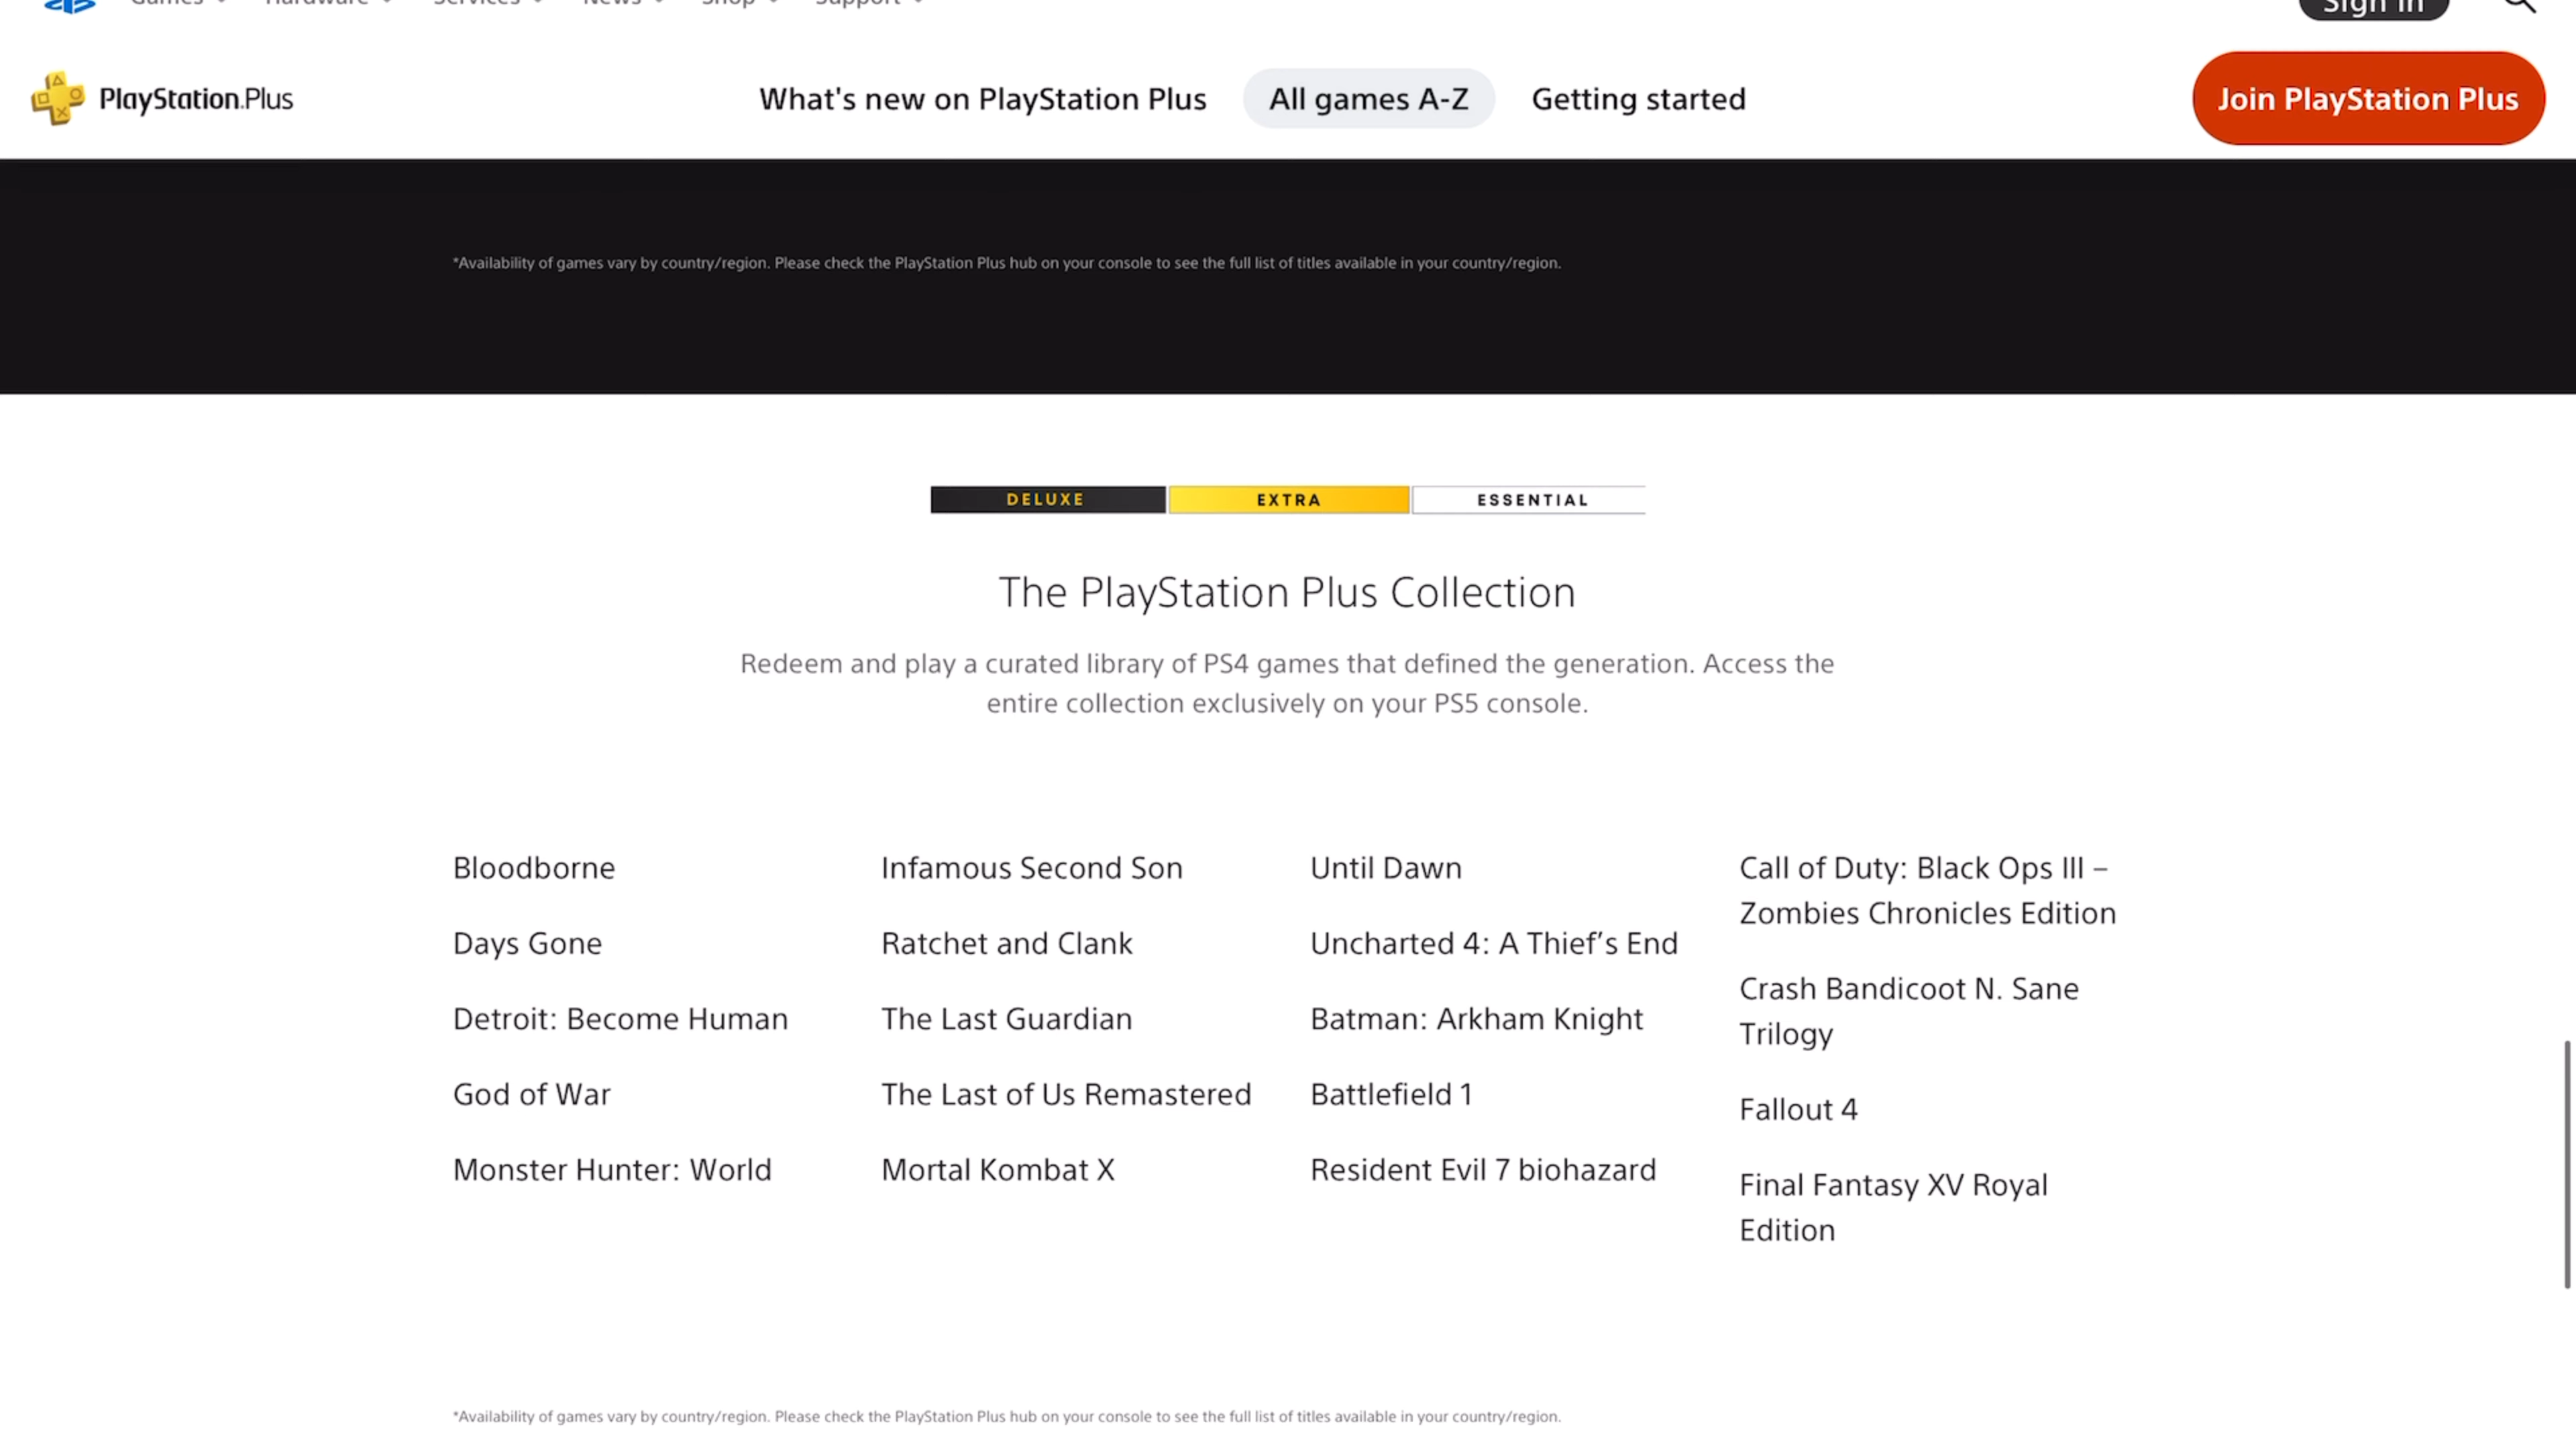 Games Hardware Services News Shop Support Sign In
PlayStation.Plus What's new on PlayStation Plus All games A-Z Getting started Join PlayStation Plus
*Availability of games vary by country/region. Please check the PlayStation Plus hub on your console to see the full list of titles available in your country/region.
DELUXE EXTRA ESSENTIAL
The PlayStation Plus Collection
Redeem and play a curated library of PS4 games that defined the generation. Access the
entire collection exclusively on your PS5 console.
Bloodborne
Days Gone
Detroit: Become Human
God of War
Monster Hunter: World
Infamous Second Son
Ratchet and Clank
The Last Guardian
The Last of Us Remastered
Mortal Kombat X
Until Dawn
Uncharted 4: A Thief's End
Batman: Arkham Knight
Battlefield 1
Resident Evil 7 biohazard
Call of Duty: Black Ops III –
Zombies Chronicles Edition
Crash Bandicoot N. Sane
Trilogy
Fallout 4
Final Fantasy XV Royal
Edition
*Availability of games vary by country/region. Please check the PlayStation Plus hub on your console to see the full list of titles available in your country/region.